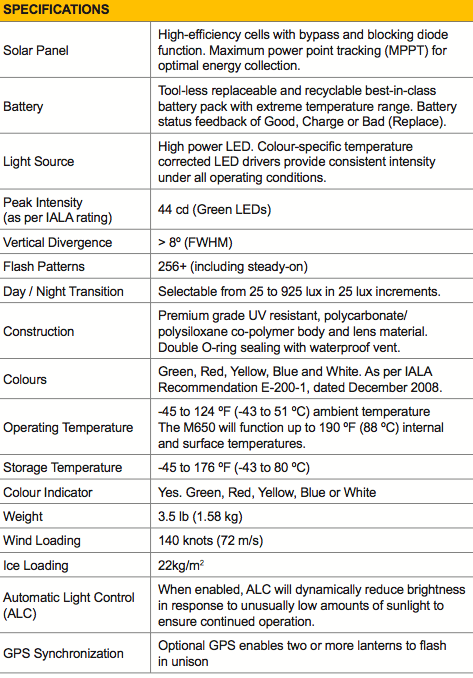 SPECIFICATIONS
Solar Panel
High-efficiency cells with bypass and blocking diode
function. Maximum power point tracking (MPPT) for
optimal energy collection.
Battery
Tool-less replaceable and recyclable best-in-class
battery pack with extreme temperature range. Battery
status feedback of Good, Charge or Bad (Replace).
Light Source
High power LED. Colour-specific temperature
corrected LED drivers provide consistent intensity
under all operating conditions.
Peak Intensity
(as per IALA rating)
44 cd (Green LEDs)
Vertical Divergence
> 8º (FWHM)
Flash Patterns
256+ (including steady-on)
Day / Night Transition
Selectable from 25 to 925 lux in 25 lux increments.
Construction
Premium grade UV resistant, polycarbonate/
polysiloxane co-polymer body and lens material.
Double O-ring sealing with waterproof vent.
Colours
Green, Red, Yellow, Blue and White. As per IALA
Recommendation E-200-1, dated December 2008.
Operating Temperature
-45 to 124 ºF (-43 to 51 ºC) ambient temperature
The M650 will function up to 190 ºF (88 ºC) internal
and surface temperatures.
Storage Temperature
-45 to 176 ºF (-43 to 80 ºC)
Colour Indicator
Yes. Green, Red, Yellow, Blue or White
Weight
3.5 lb (1.58 kg)
Wind Loading
140 knots (72 m/s)
Ice Loading
22kg/m²
Automatic Light Control
(ALC)
When enabled, ALC will dynamically reduce brightness
in response to unusually low amounts of sunlight to
ensure continued operation.
GPS Synchronization
Optional GPS enables two or more lanterns to flash
in unison